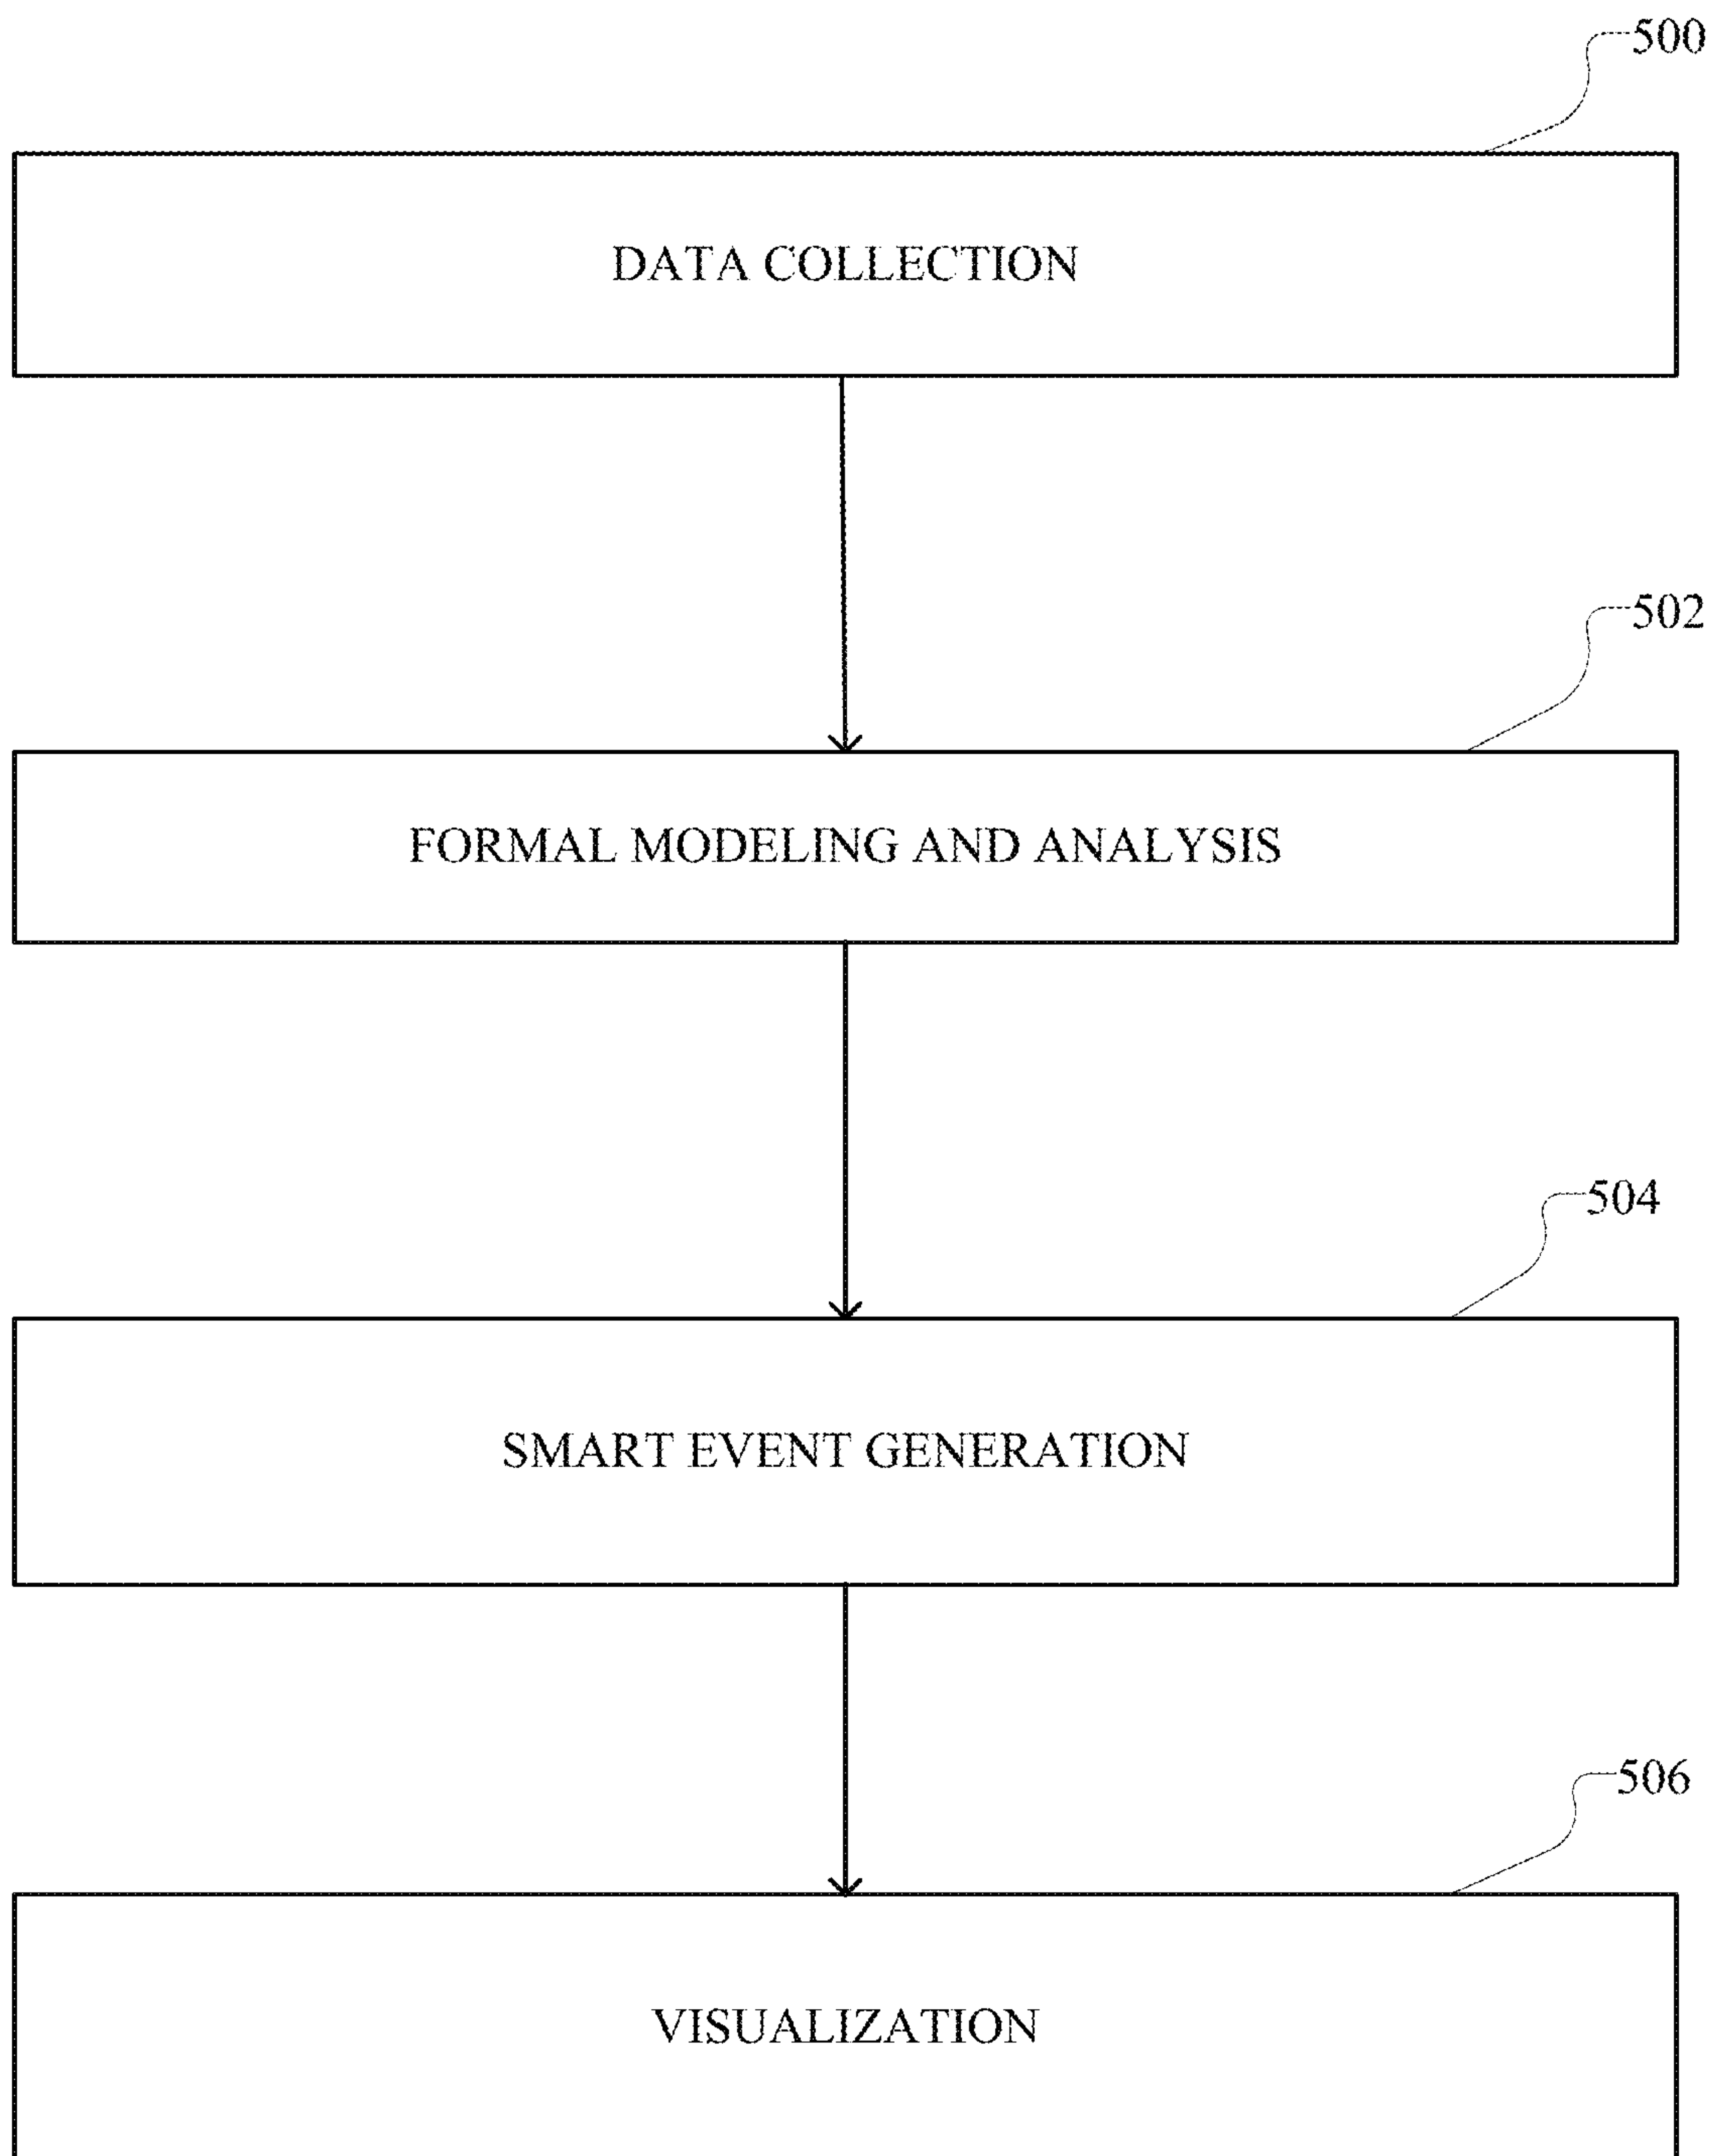 500
DATA COLLECTION
502
FORMAL MODELING AND ANALYSIS
504
SMART EVENT GENERATION
506
VISUALIZATION